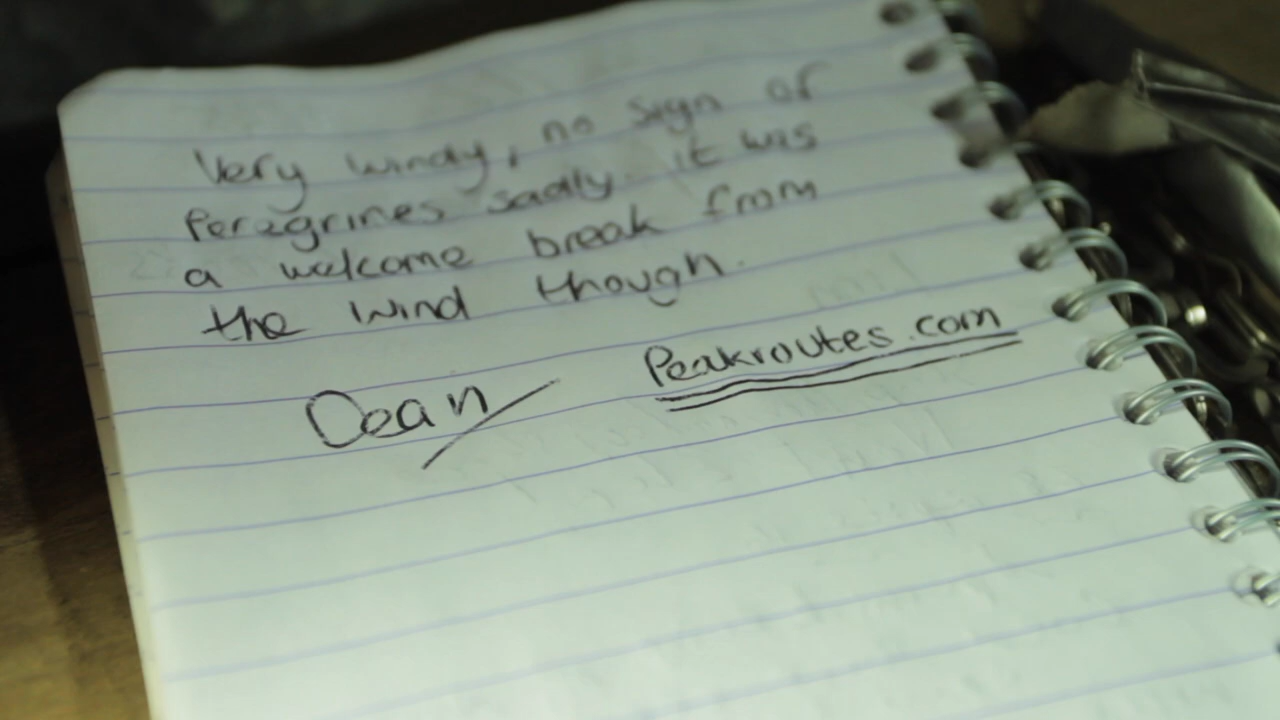 Very windy, no sign of
Peregrines sadly. it was
a welcome break from
the wind though.
Peakroutes.com
Dean